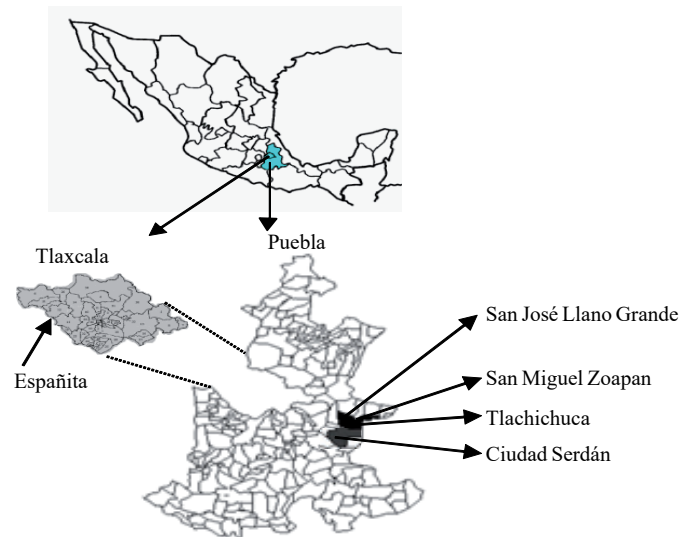 Puebla
Tlaxcala
San José Llano Grande
Españita
San Miguel Zoapan
Tlachichuca
Ciudad Serdán